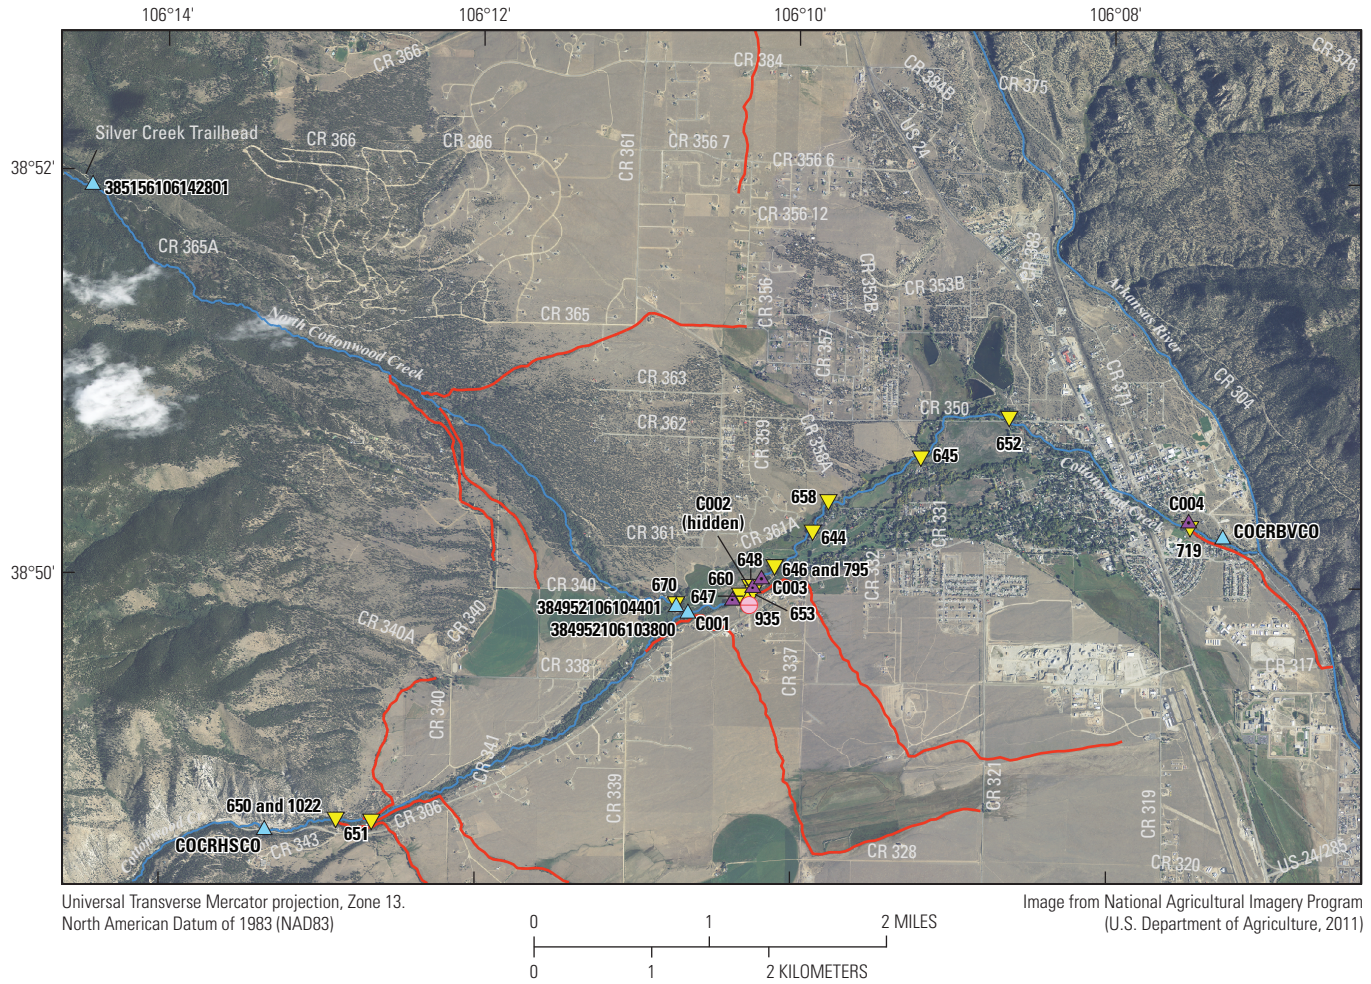 106°14'
106°12'
106°10'
106°08'
38°52'
38°50'
CR 366
CR 384
CR 384B
CR 375
CR 376
Silver Creek Trailhead
CR 366
CR 366
CR 361
CR 356 7
CR 356 6
US 24
385156106142801
CR 356 12
CR 365A
CR 383
CR 352B
CR 353B
CR 356
Arkansas River
North Cottonwood Creek
CR 365
CR 357
CR 371
CR 304
CR 363
CR 350
CR 362
CR 359
CR 358A
652
645
Cottonwood Creek
658
C002
(hidden)
C004
CR 361
CR 361A
CR 331
644
COCRBVCO
719
648
646 and 795
CR 332
CR 340
670
660
C003
384952106104401
647
653
CR 340
CR 340A
384952106103800
C001
935
CR 338
CR 337
CR 317
CR 340
CR 341
CR 339
CR 321
CR 319
650 and 1022
651
CR 306
COCRHSCO
CR 343
CR 328
CR 320
US 24/285
Universal Transverse Mercator projection, Zone 13.
North American Datum of 1983 (NAD83)
Image from National Agricultural Imagery Program
(U.S. Department of Agriculture, 2011)
0 1 2 MILES
0 1 2 KILOMETERS